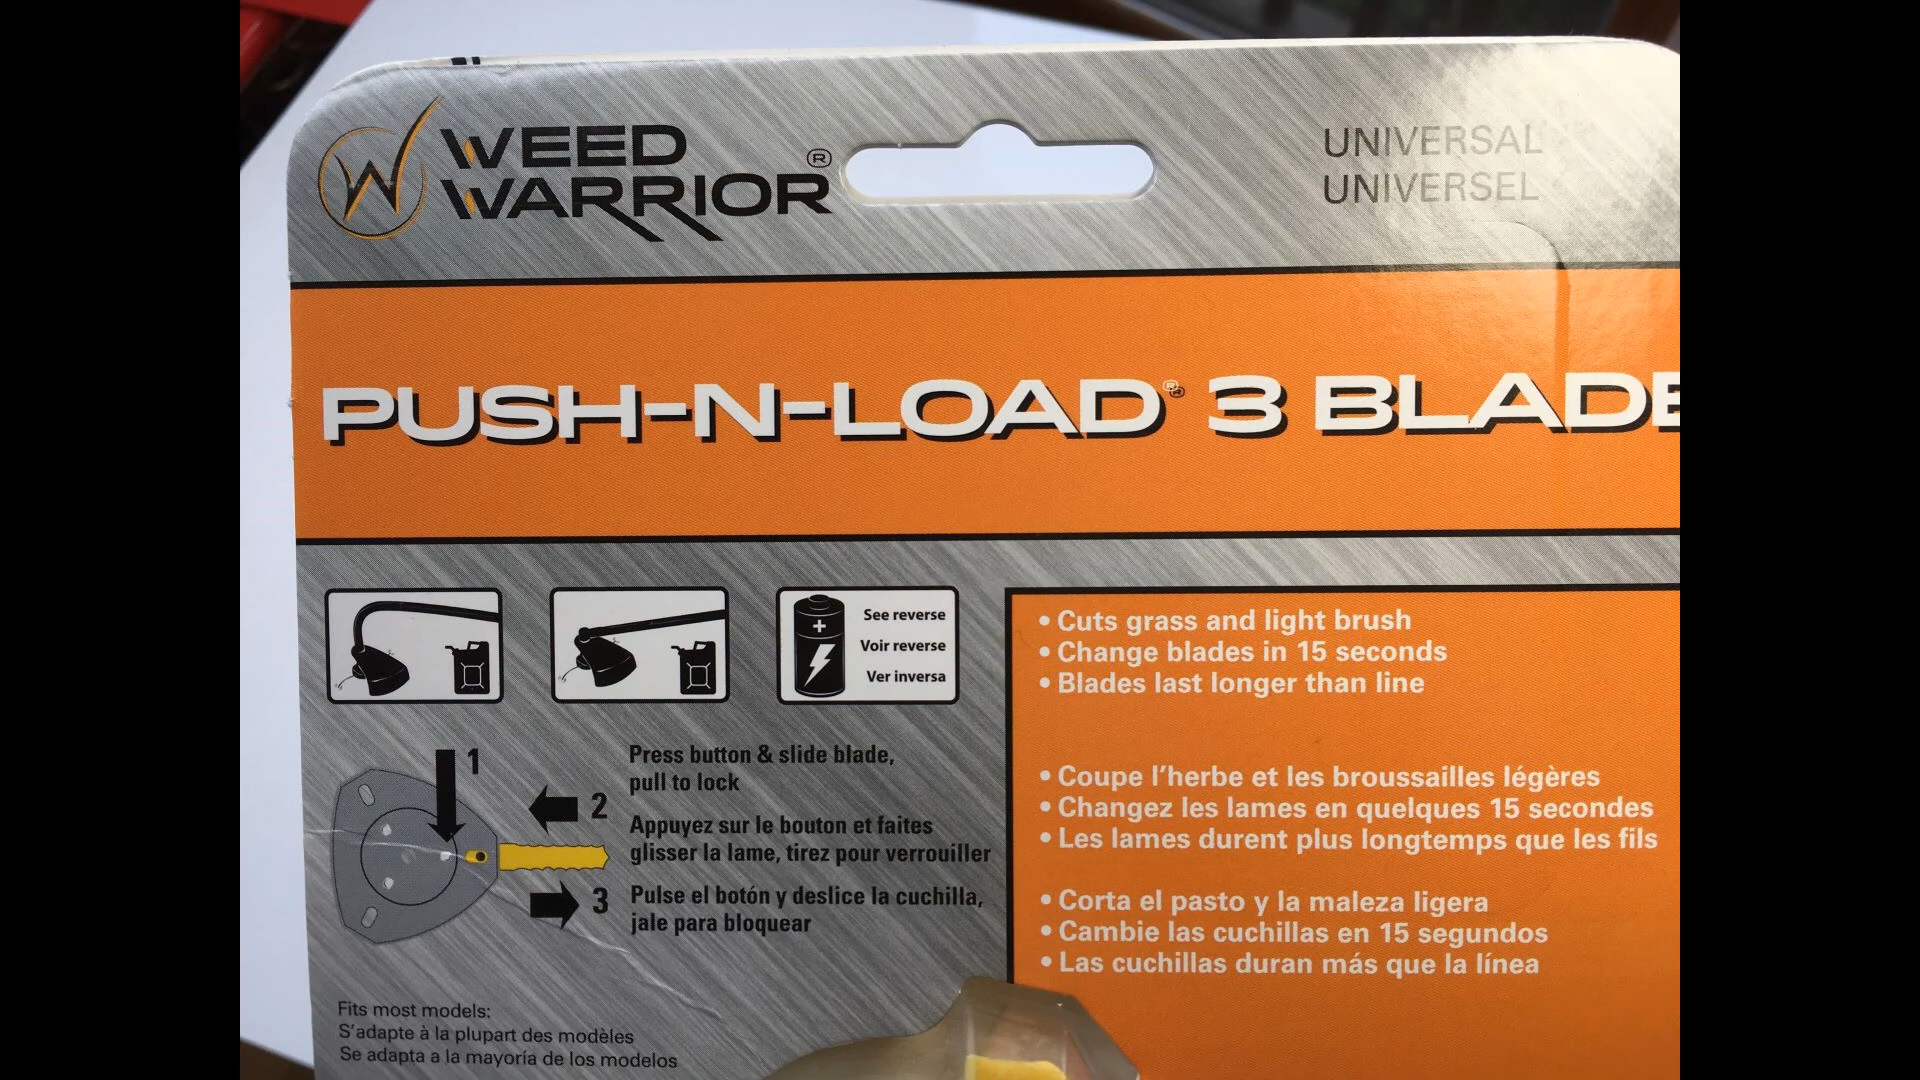 WEED
WARRIOR®
UNIVERSAL
UNIVERSEL
PUSH-N-LOAD® 3 BLADE
See reverse
Voir reverse
Ver inversa
• Cuts grass and light brush
• Change blades in 15 seconds
• Blades last longer than line
• Coupe l'herbe et les broussailles légères
• Changez les lames en quelques 15 secondes
• Les lames durent plus longtemps que les fils
• Corta el pasto y la maleza ligera
• Cambie las cuchillas en 15 segundos
• Las cuchillas duran más que la línea
1
2
3
Press button & slide blade,
pull to lock
Appuyez sur le bouton et faites
glisser la lame, tirez pour verrouiller
Pulse el botón y deslice la cuchilla,
jale para bloquear
Fits most models:
S'adapte à la plupart des modèles
Se adapta a la mayoría de los modelos